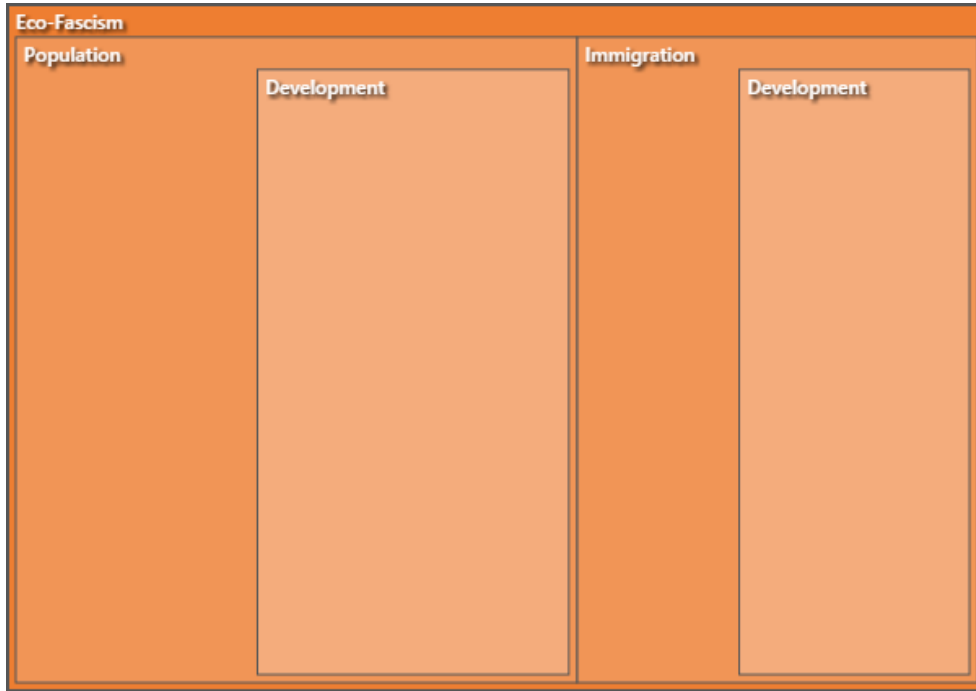 Eco-Fascism
Population
Immigration
Development
Development